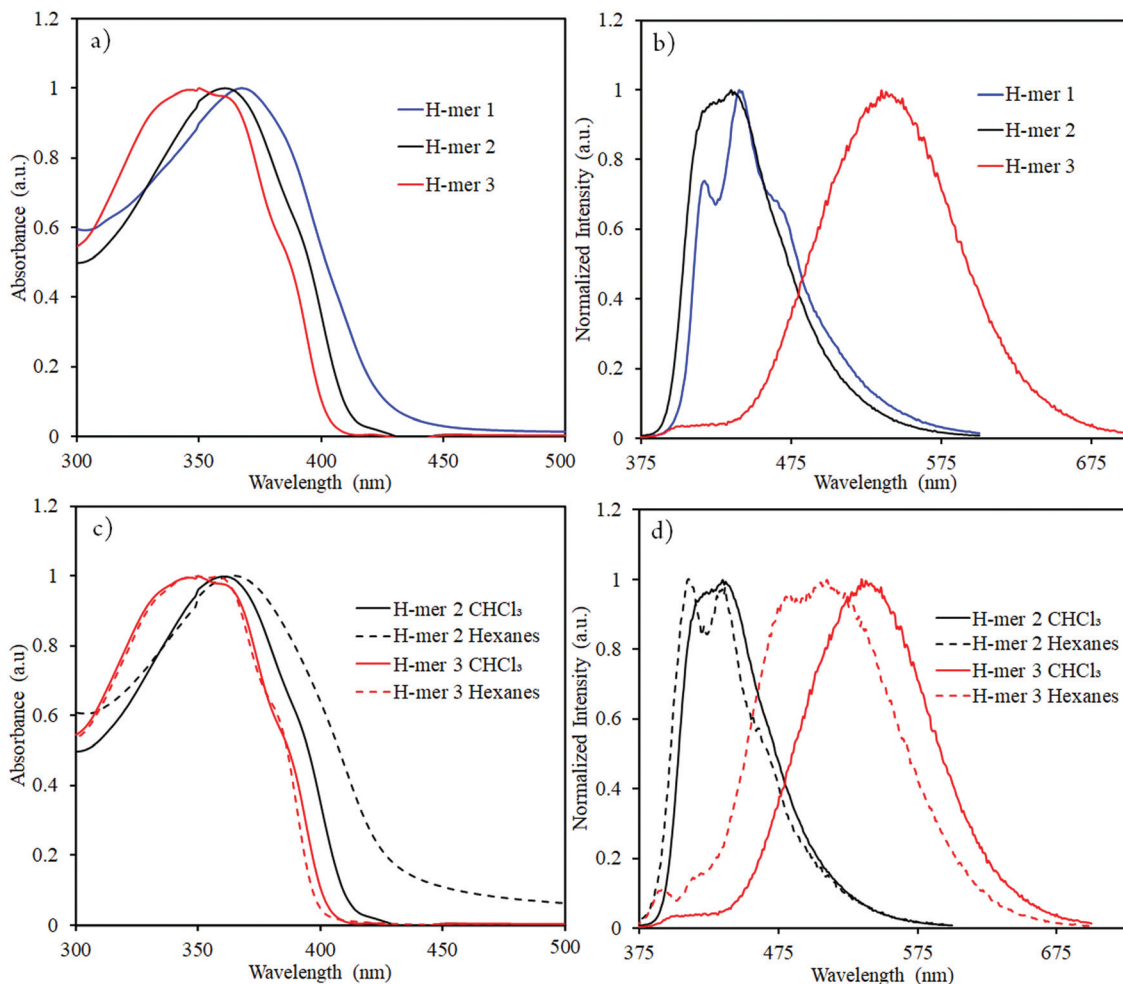 a)
Absorbance (a.u.)
1.2
1
0.8
0.6
0.4
0.2
0
300
350
400
450
500
Wavelength (nm)
H-mer 1
H-mer 2
H-mer 3
b)
Normalized Intensity (a.u.)
1.2
1
0.8
0.6
0.4
0.2
0
375
475
575
675
Wavelength (nm)
H-mer 1
H-mer 2
H-mer 3
c)
Absorbance (a.u)
1.2
1
0.8
0.6
0.4
0.2
0
300
350
400
450
500
Wavelength (nm)
H-mer 2 CHCl₃
H-mer 2 Hexanes
H-mer 3 CHCl₃
H-mer 3 Hexanes
d)
Normalized Intensity (a.u.)
1.2
1
0.8
0.6
0.4
0.2
0
375
475
575
675
Wavelength (nm)
H-mer 2 CHCl₃
H-mer 2 Hexanes
H-mer 3 CHCl₃
H-mer 3 Hexanes